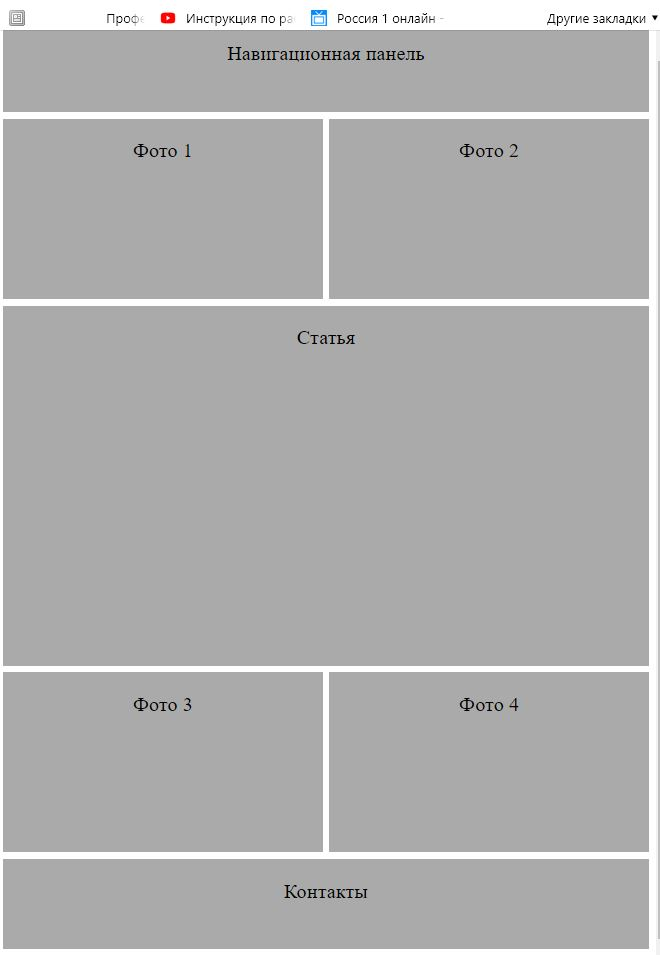 Инструкция по
Россия 1 онлайн -
Другие закладки
Навигационная панель
Фото 1
Фото 2
Статья
Фото 3
Фото 4
Контакты